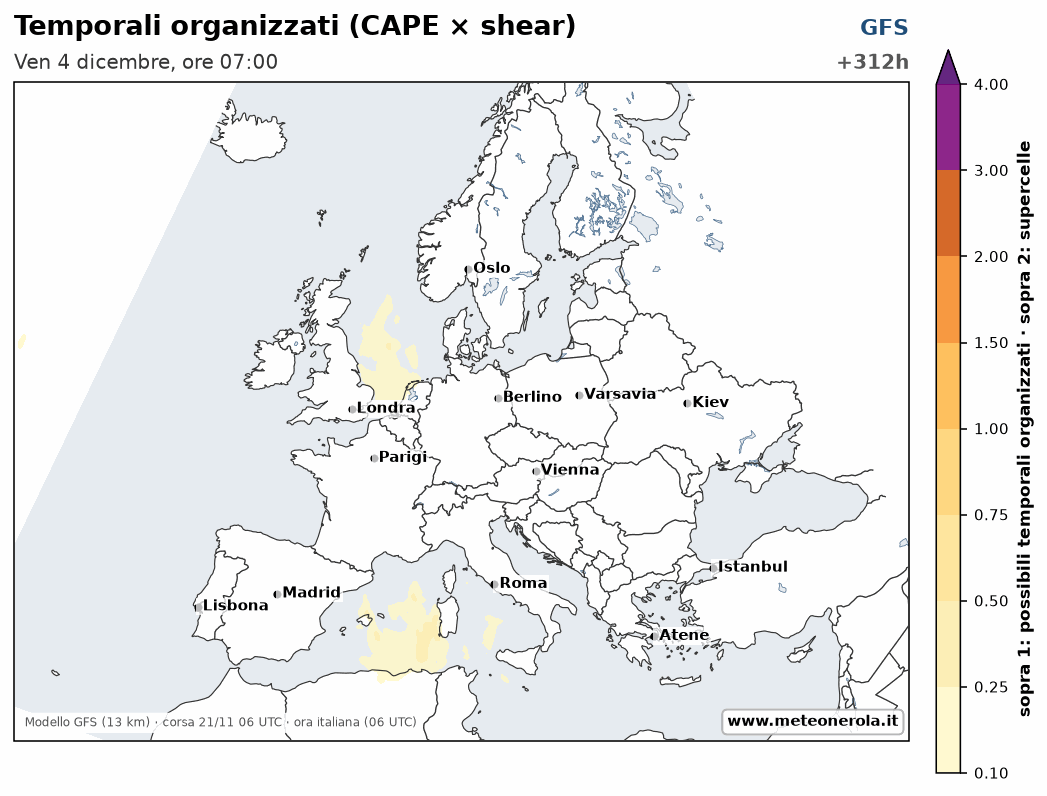 Temporali organizzati (CAPE × shear)
GFS
Ven 4 dicembre, ore 07:00
+312h
4.00
3.00
2.00
1.50
1.00
0.75
0.50
0.25
0.10
sopra 1: possibili temporali organizzati · sopra 2: supercelle
Oslo
Londra
Berlino
Varsavia
Kiev
Parigi
Vienna
Istanbul
Roma
Madrid
Lisbona
Atene
Modello GFS (13 km) · corsa 21/11 06 UTC · ora italiana (06 UTC)
www.meteonerola.it